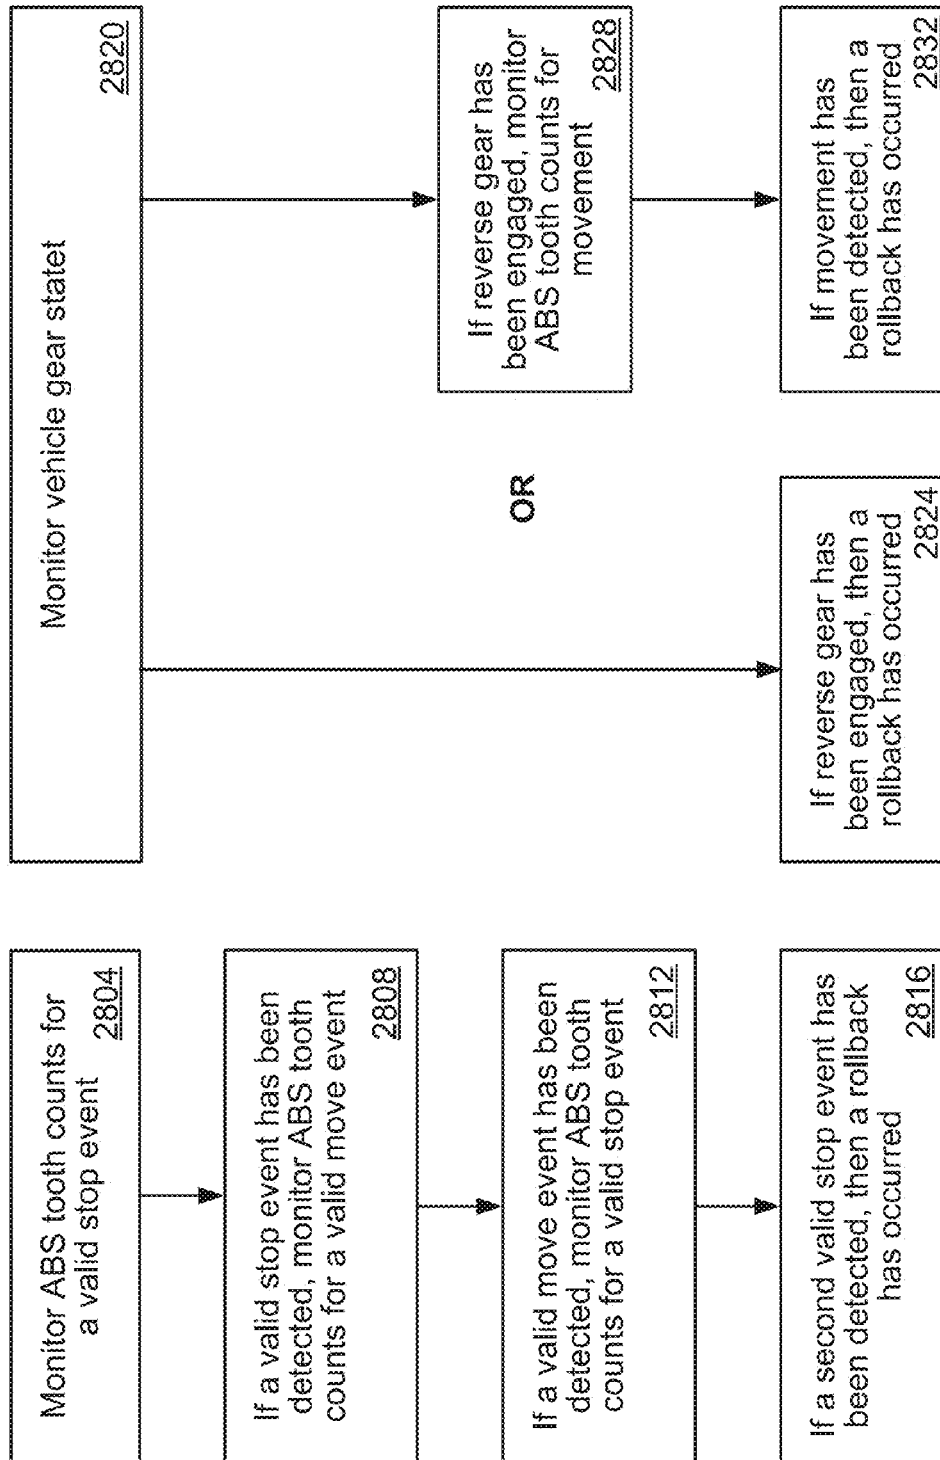 Monitor ABS tooth counts for
a valid stop event
2804
If a valid stop event has been
detected, monitor ABS tooth
counts for a valid move event
2808
If a valid move event has been
detected, monitor ABS tooth
counts for a valid stop event
2812
If a second valid stop event has
been detected, then a rollback
has occurred
2816
Monitor vehicle gear statet
2820
If reverse gear has
been engaged, then a
rollback has occurred
2824
OR
If reverse gear has
been engaged, monitor
ABS tooth counts for
movement
2828
If movement has
been detected, then a
rollback has occurred
2832